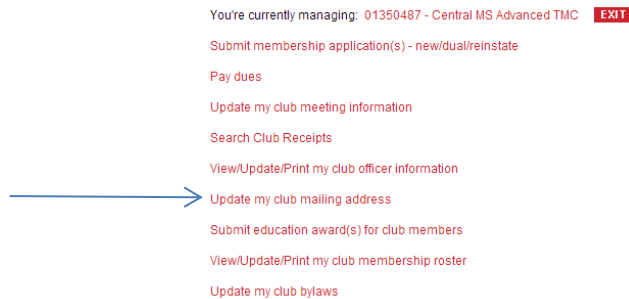 You're currently managing: 01350487 - Central MS Advanced TMC EXIT
Submit membership application(s) - new/dual/reinstate
Pay dues
Update my club meeting information
Search Club Receipts
View/Update/Print my club officer information
Update my club mailing address
Submit education award(s) for club members
View/Update/Print my club membership roster
Update my club bylaws